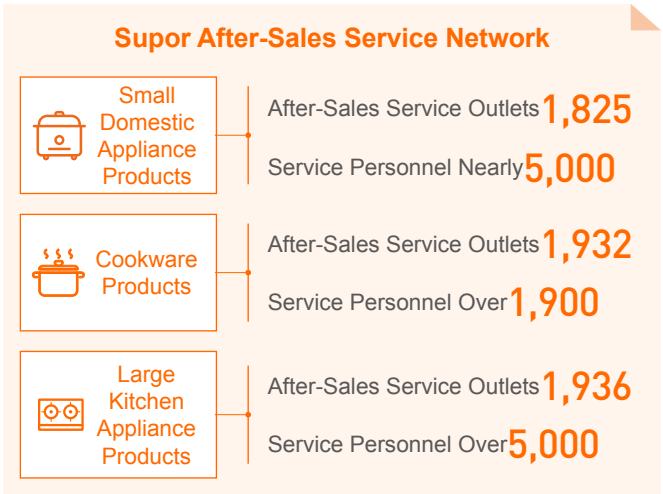 Supor After-Sales Service Network
Small
Domestic
Appliance
Products
After-Sales Service Outlets 1,825
Service Personnel Nearly 5,000
Cookware
Products
After-Sales Service Outlets 1,932
Service Personnel Over 1,900
Large
Kitchen
Appliance
Products
After-Sales Service Outlets 1,936
Service Personnel Over 5,000